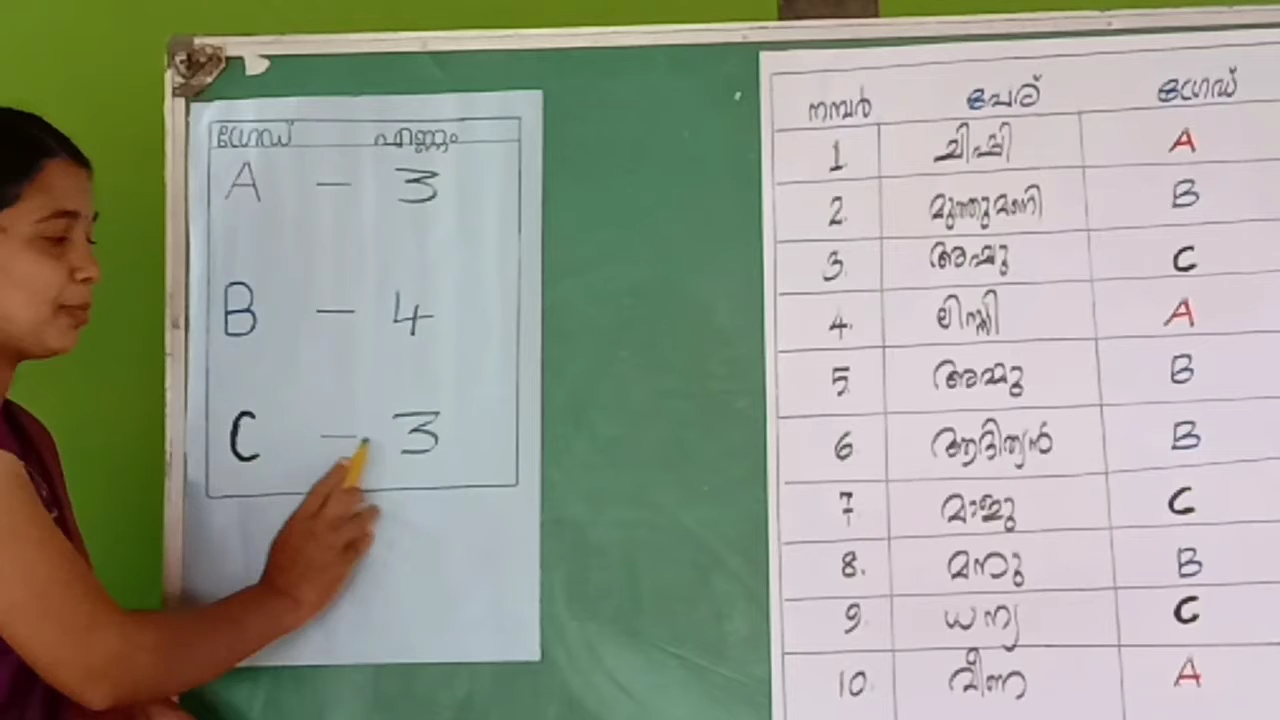 ഗ്രേഡ് എണ്ണം
A – 3
B – 4
C – 3
നമ്പർ പേര് ഗ്രേഡ്
1 ചിപ്പി A
2. മുത്തുമണി B
3. അപ്പു C
4. ലിസ്സി A
5 അമ്മു B
6 ആദിത്യൻ B
7 മാളു C
8. മനു B
9 ധന്യ C
10. വീണ A